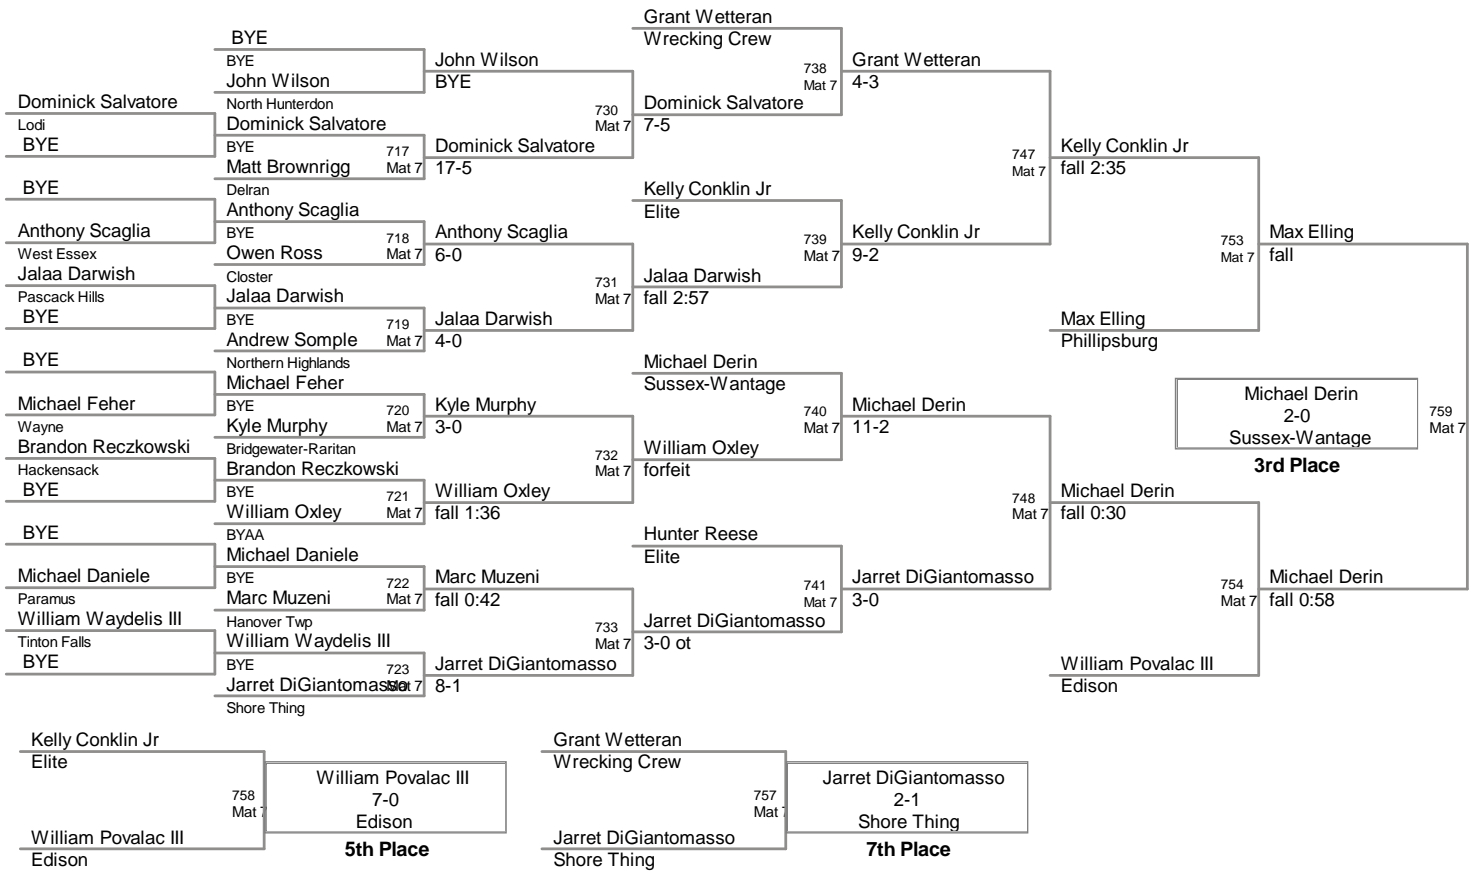 Dominick Salvatore
Lodi
BYE
BYE
Anthony Scaglia
West Essex
Jalaa Darwish
Pascack Hills
BYE
BYE
Michael Feher
Wayne
Brandon Reczkowski
Hackensack
BYE
BYE
Michael Daniele
Paramus
William Waydelis III
Tinton Falls
BYE
BYE
BYE
John Wilson
North Hunterdon
Dominick Salvatore
BYE
717
Matt Brownrigg
Mat 7
Delran
Anthony Scaglia
BYE
718
Owen Ross
Mat 7
Closter
Jalaa Darwish
BYE
719
Andrew Somple
Mat 7
Northern Highlands
Michael Feher
BYE
720
Kyle Murphy
Mat 7
Bridgewater-Raritan
Brandon Reczkowski
BYE
721
William Oxley
Mat 7
BYAA
Michael Daniele
BYE
722
Marc Muzeni
Mat 7
Hanover Twp
William Waydelis III
BYE
723
Jarret DiGiantomasso
Mat 7
Shore Thing
John Wilson
BYE
730
Mat 7
Dominick Salvatore
17-5
Anthony Scaglia
6-0
731
Mat 7
Jalaa Darwish
4-0
Kyle Murphy
3-0
732
Mat 7
William Oxley
fall 1:36
Marc Muzeni
fall 0:42
733
Mat 7
Jarret DiGiantomasso
8-1
Grant Wetteran
Wrecking Crew
738
Mat 7
Dominick Salvatore
7-5
Kelly Conklin Jr
Elite
739
Mat 7
Jalaa Darwish
fall 2:57
Michael Derin
Sussex-Wantage
740
Mat 7
William Oxley
forfeit
Hunter Reese
Elite
741
Mat 7
Jarret DiGiantomasso
3-0 ot
Grant Wetteran
4-3
747
Mat 7
Kelly Conklin Jr
9-2
Michael Derin
11-2
748
Mat 7
Jarret DiGiantomasso
3-0
Kelly Conklin Jr
fall 2:35
753
Mat 7
Max Elling
Phillipsburg
Michael Derin
fall 0:30
754
Mat 7
William Povalac III
Edison
Max Elling
fall
Michael Derin
2-0
Sussex-Wantage
3rd Place
759
Mat 7
Michael Derin
fall 0:58
Kelly Conklin Jr
Elite
758
Mat 7
William Povalac III
Edison
William Povalac III
7-0
Edison
5th Place
Grant Wetteran
Wrecking Crew
757
Mat 7
Jarret DiGiantomasso
Shore Thing
Jarret DiGiantomasso
2-1
Shore Thing
7th Place